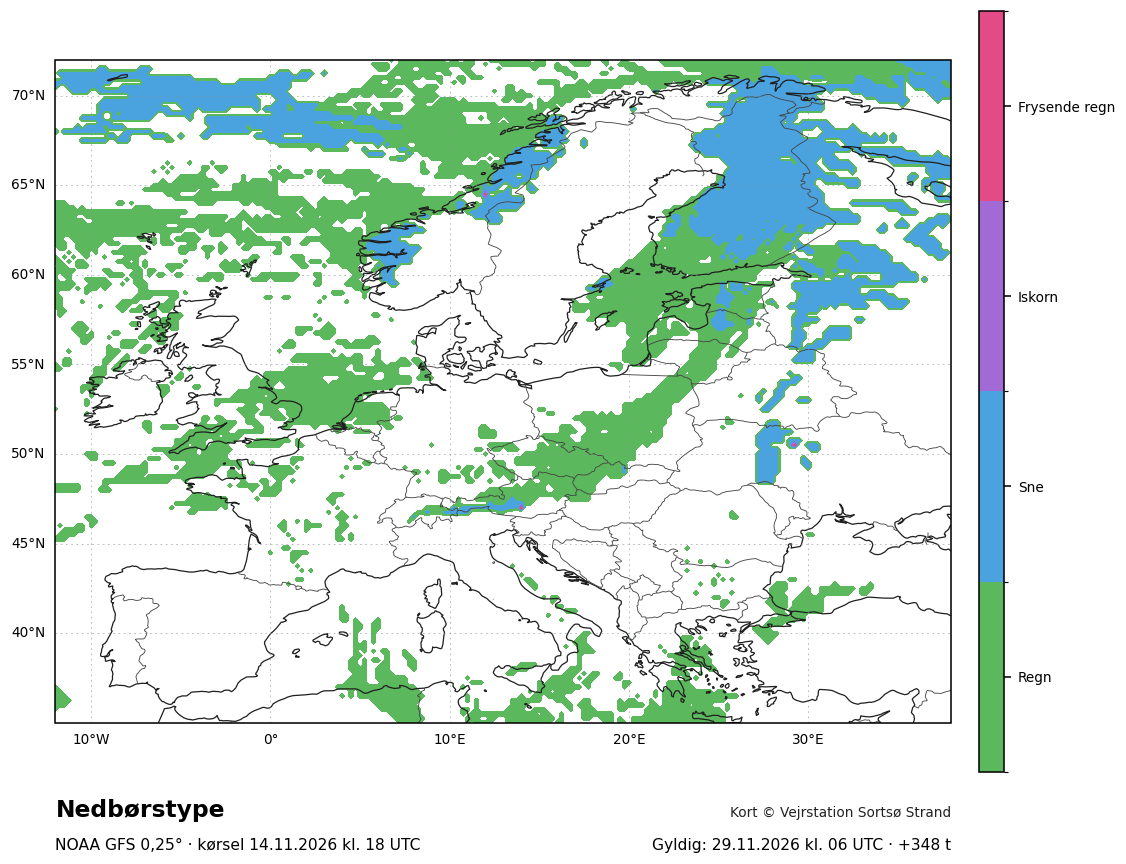 70°N
65°N
60°N
55°N
50°N
45°N
40°N
10°W
0°
10°E
20°E
30°E
Frysende regn
Iskorn
Sne
Regn
Nedbørstype
Kort © Vejrstation Sortsø Strand
NOAA GFS 0,25° · kørsel 14.11.2026 kl. 18 UTC
Gyldig: 29.11.2026 kl. 06 UTC · +348 t